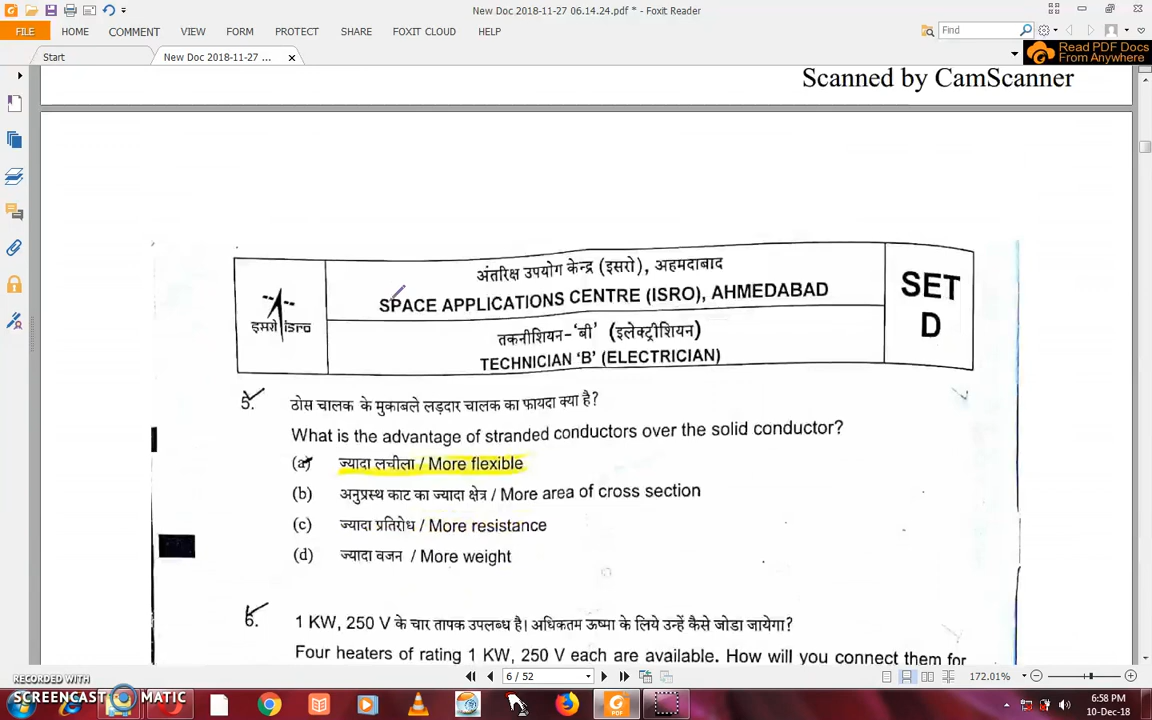 New Doc 2018-11-27 06.14.24.pdf * - Foxit Reader
FILE HOME COMMENT VIEW FORM PROTECT SHARE FOXIT CLOUD HELP
Find
Start New Doc 2018-11-27 ...
Read PDF Docs
From Anywhere
Scanned by CamScanner
अंतरिक्ष उपयोग केन्द्र (इसरो), अहमदाबाद
SPACE APPLICATIONS CENTRE (ISRO), AHMEDABAD
तकनीशियन-'बी' (इलेक्ट्रीशियन)
TECHNICIAN 'B' (ELECTRICIAN)
इसरो isro
SET
D
5. ठोस चालक के मुकाबले लड़दार चालक का फायदा क्या है?
What is the advantage of stranded conductors over the solid conductor?
(a) ज्यादा लचीला / More flexible
(b) अनुप्रस्थ काट का ज्यादा क्षेत्र / More area of cross section
(c) ज्यादा प्रतिरोध / More resistance
(d) ज्यादा वजन / More weight
6. 1 KW, 250 V के चार तापक उपलब्ध है। अधिकतम ऊष्मा के लिये उन्हें कैसे जोडा जायेगा?
Four heaters of rating 1 KW, 250 V each are available. How will you connect them for
6 / 52
172.01%
RECORDED WITH
SCREENCAST MATIC
6:58 PM
10-Dec-18